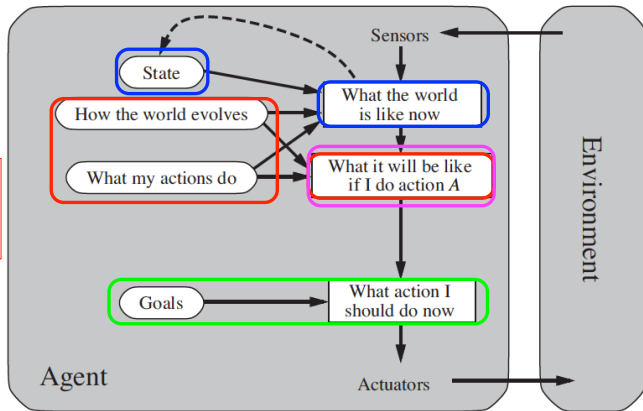 Sensors
State
What the world
is like now
How the world evolves
What it will be like
if I do action A
What my actions do
Goals
What action I
should do now
Agent
Actuators
Environment